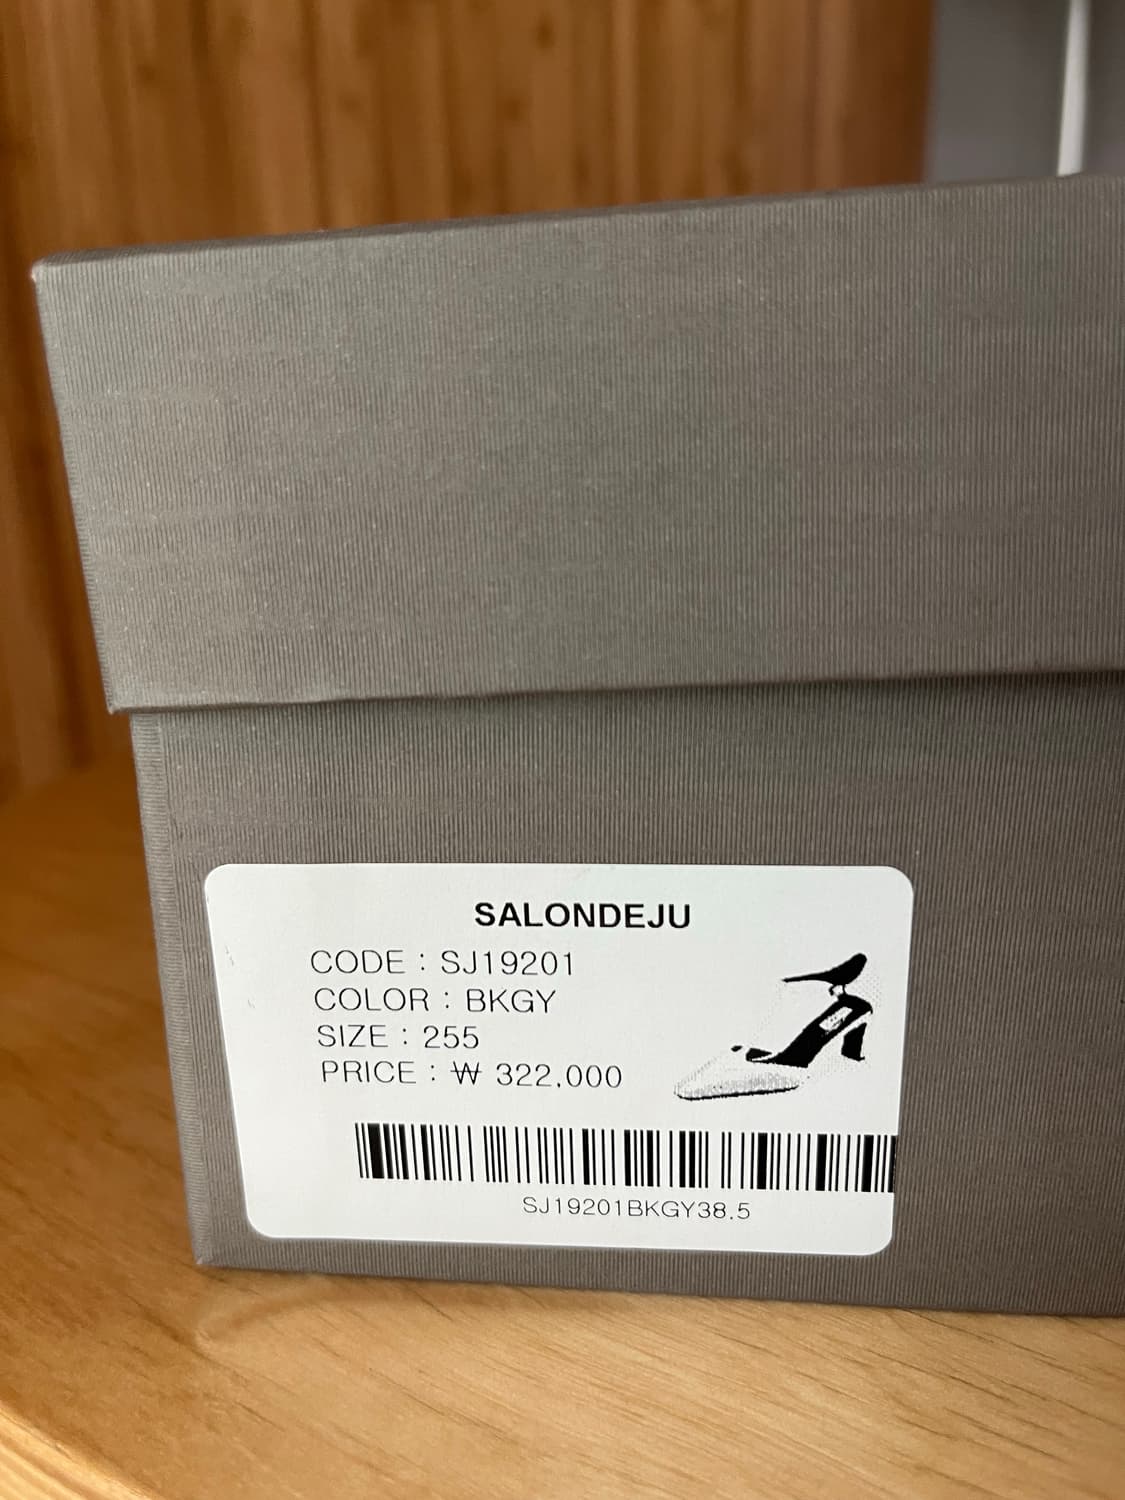 SALONDEJU
CODE : SJ19201
COLOR : BKGY
SIZE : 255
PRICE : ₩ 322,000
SJ19201BKGY38.5